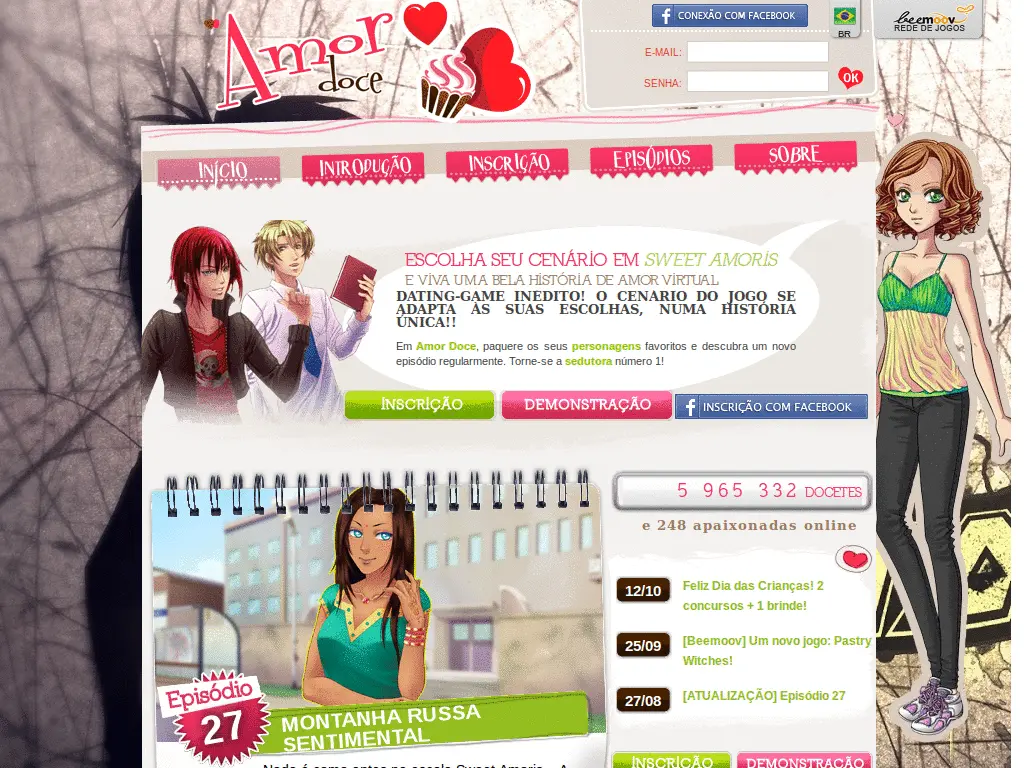 Amor
doce
CONEXÃO COM FACEBOOK
BR
beemoov
REDE DE JOGOS
E-MAIL:
SENHA:
OK
INÍCIO
INTRODUÇÃO
INSCRIÇÃO
EPISÓDIOS
SOBRE
ESCOLHA SEU CENÁRIO EM SWEET AMORIS
E VIVA UMA BELA HISTÓRIA DE AMOR VIRTUAL
DATING-GAME INEDITO! O CENARIO DO JOGO SE
ADAPTA ÀS SUAS ESCOLHAS, NUMA HISTÓRIA
ÚNICA!!
Em Amor Doce, paquere os seus personagens favoritos e descubra um novo
episódio regularmente. Torne-se a sedutora número 1!
INSCRIÇÃO
DEMONSTRAÇÃO
INSCRIÇÃO COM FACEBOOK
5 965 332 DOCETES
e 248 apaixonadas online
12/10
Feliz Dia das Crianças! 2
concursos + 1 brinde!
25/09
[Beemoov] Um novo jogo: Pastry
Witches!
27/08
[ATUALIZAÇÃO] Episódio 27
Episódio
27
MONTANHA RUSSA
SENTIMENTAL
Nada é como antes na escola Sweet Amoris... A
INSCRIÇÃO
DEMONSTRAÇÃO